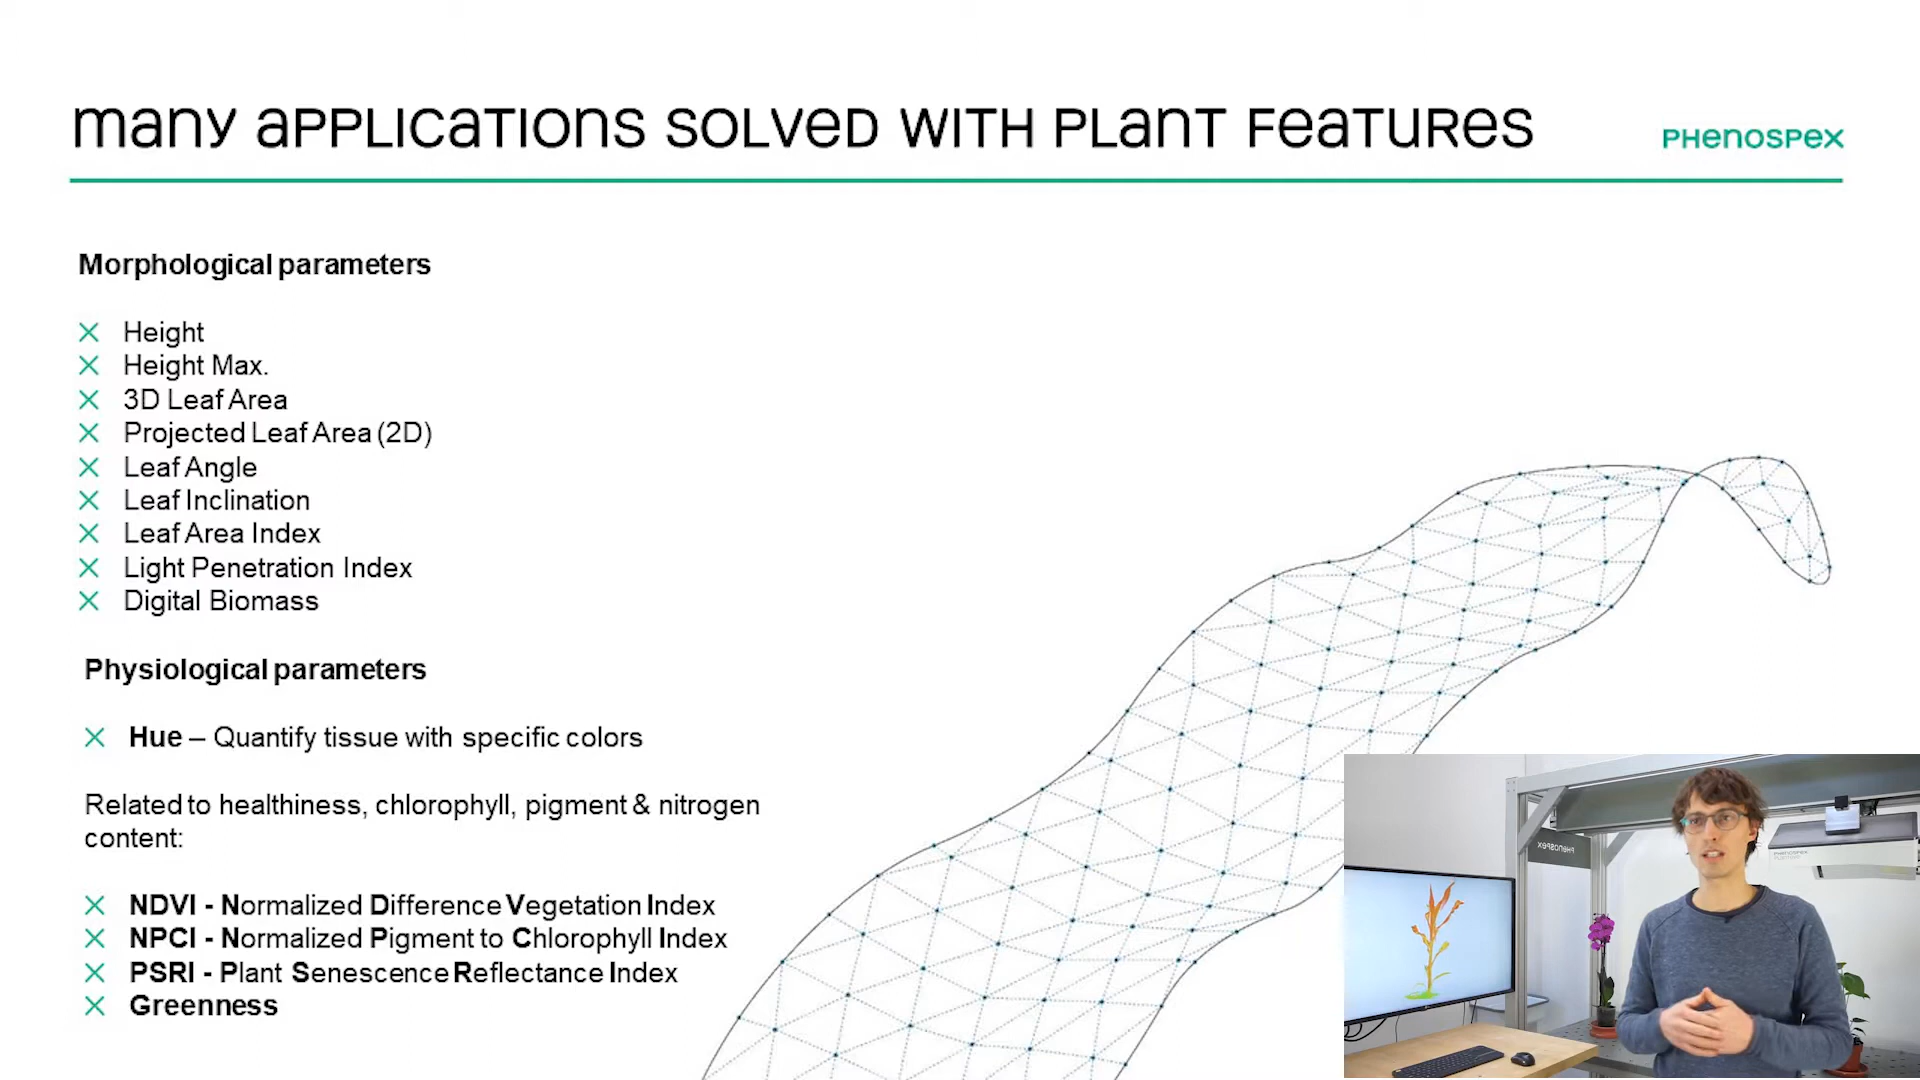 many applications solved with plant features
PHenospex
Morphological parameters
Height
Height Max.
3D Leaf Area
Projected Leaf Area (2D)
Leaf Angle
Leaf Inclination
Leaf Area Index
Light Penetration Index
Digital Biomass
Physiological parameters
Hue – Quantify tissue with specific colors
Related to healthiness, chlorophyll, pigment & nitrogen
content:
NDVI - Normalized Difference Vegetation Index
NPCI - Normalized Pigment to Chlorophyll Index
PSRI - Plant Senescence Reflectance Index
Greenness
PHENOSPEX
PHENOSPEX